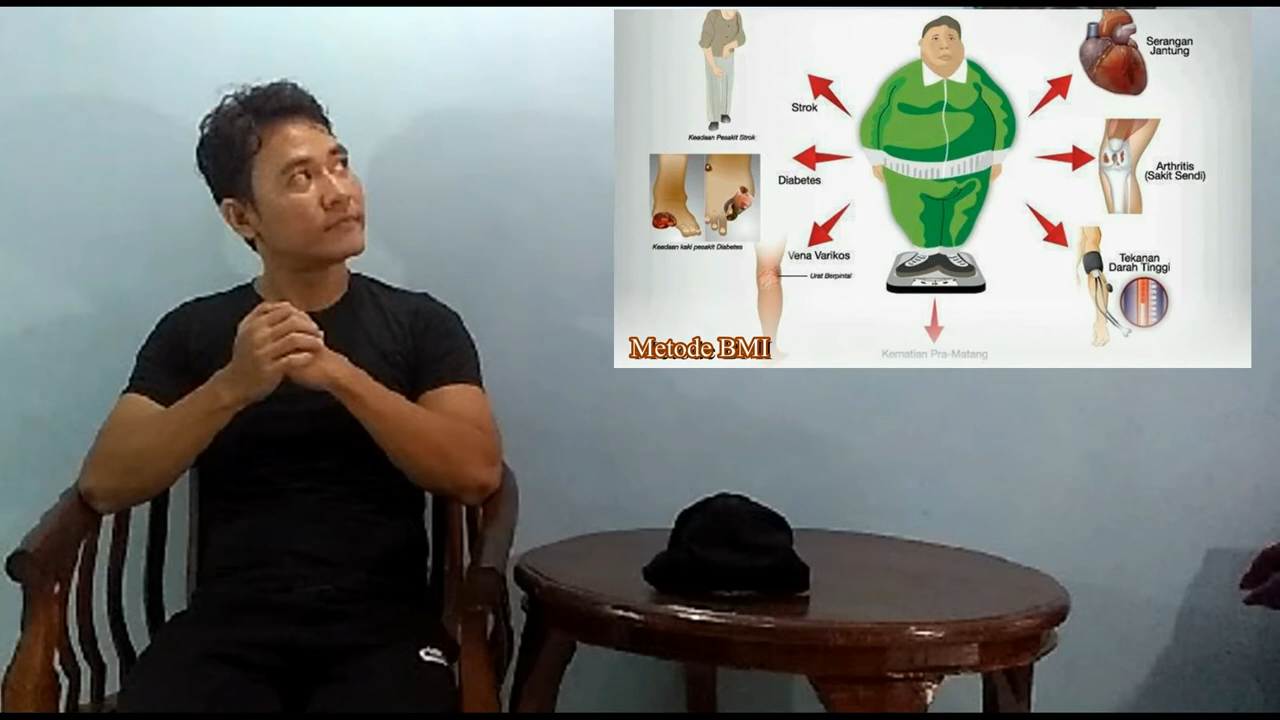 Serangan
Jantung
Strok
Keadaan Pesakit Strok
Arthritis
(Sakit Sendi)
Diabetes
Keadaan kaki pesakit Diabetes
Vena Varikos
Urat Berpintal
Tekanan
Darah Tinggi
Metode BMI
Kematian Pra-Matang